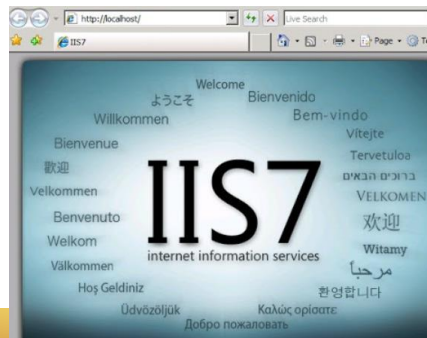 http://localhost/
Live Search
IIS7
Page
Welcome
ようこそ
Bienvenido
Willkommen
Bem-vindo
Vítejte
Bienvenue
Tervetuloa
歡迎
ברוכים הבאים
Velkommen
VELKOMEN
IIS7
Benvenuto
欢迎
Welkom
internet information services
Witamy
Välkommen
مرحباً
Hoş Geldiniz
환영합니다
Üdvözöljük
Καλώς ορίσατε
Добро пожаловать